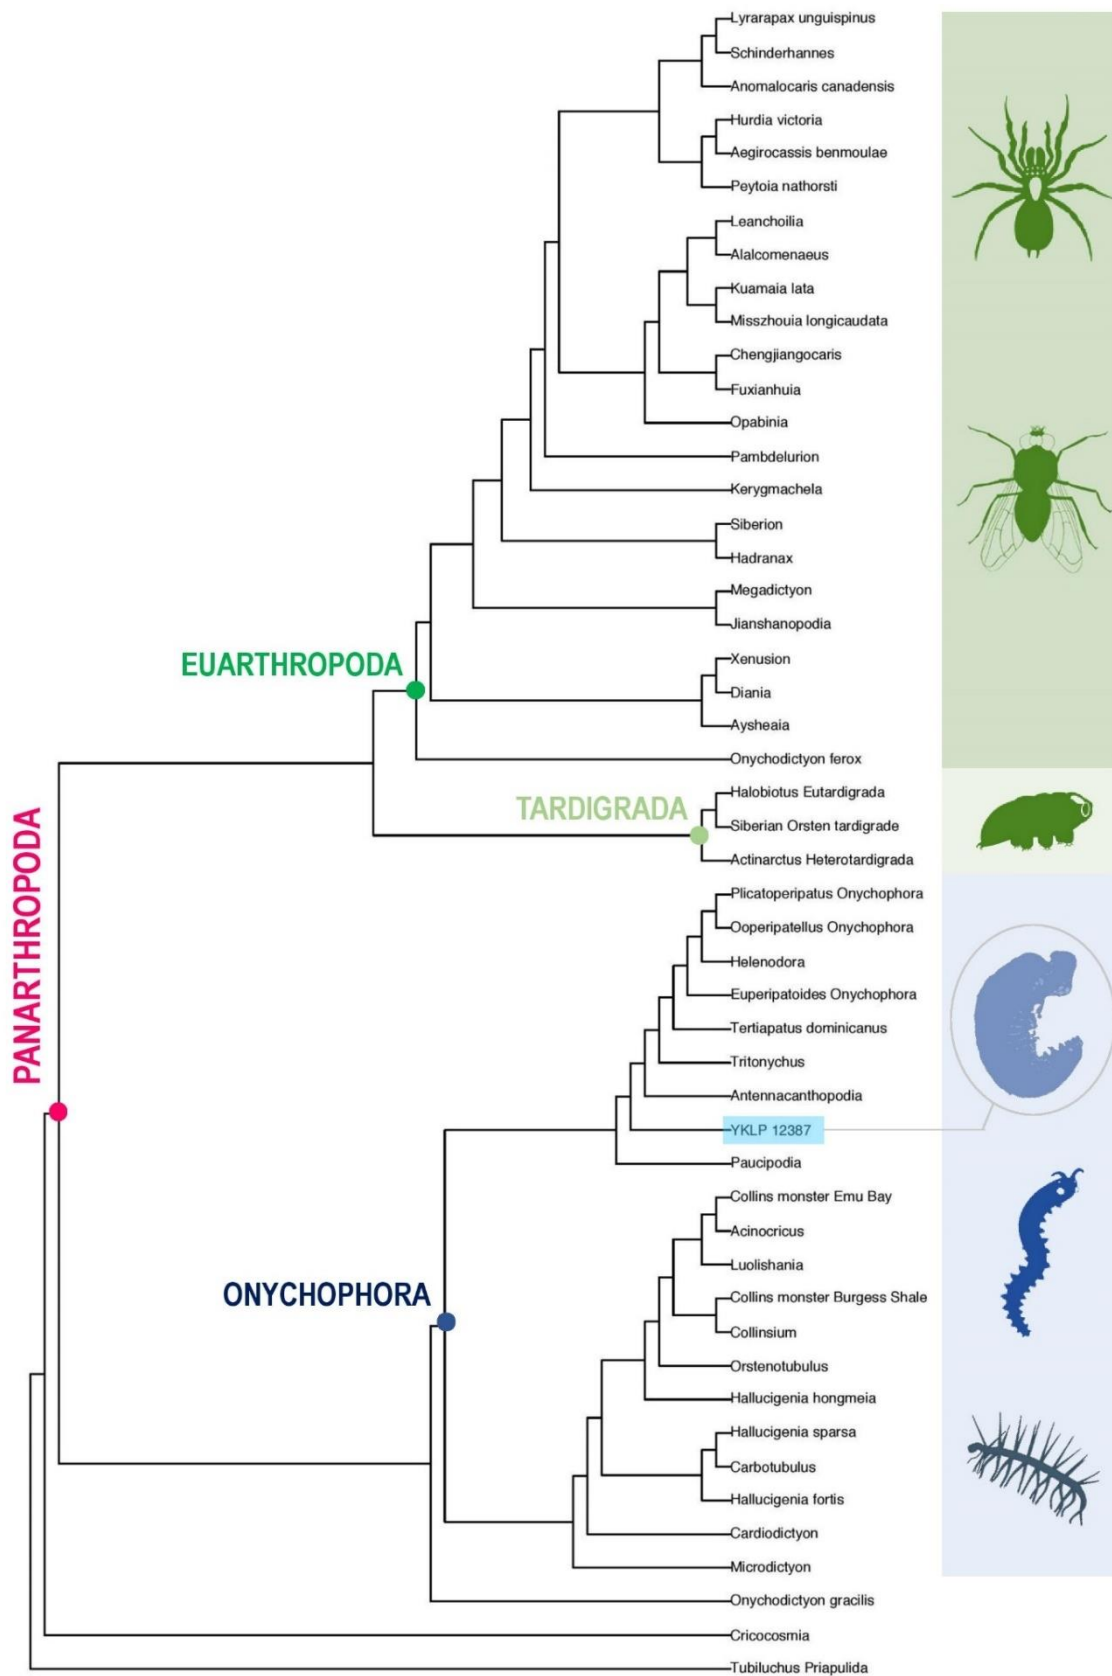 Lyrarapax unguispinus
Schinderhannes
Anomalocaris canadensis
Hurdia victoria
Aegirocassis benmoulae
Peytoia nathorsti
Leanchoilia
Alalcomenaeus
Kuamaia lata
Misszhouia longicaudata
Chengjiangocaris
Fuxianhuia
Opabinia
Pambdelurion
Kerygmachela
Siberion
Hadranax
Megadictyon
Jianshanopodia
Xenusion
Diania
Aysheaia
Onychodictyon ferox
Halobiotus Eutardigrada
Siberian Orsten tardigrade
Actinarctus Heterotardigrada
Plicatoperipatus Onychophora
Ooperipatellus Onychophora
Helenodora
Euperipatoides Onychophora
Tertiapatus dominicanus
Tritonychus
Antennacanthopodia
YKLP 12387
Paucipodia
Collins monster Emu Bay
Acinocricus
Luolishania
Collins monster Burgess Shale
Collinsium
Orstenotubulus
Hallucigenia hongmeia
Hallucigenia sparsa
Carbotubulus
Hallucigenia fortis
Cardiodictyon
Microdictyon
Onychodictyon gracilis
Cricocosmia
Tubiluchus Priapulida
EUARTHROPODA
TARDIGRADA
PANARTHROPODA
ONYCHOPHORA